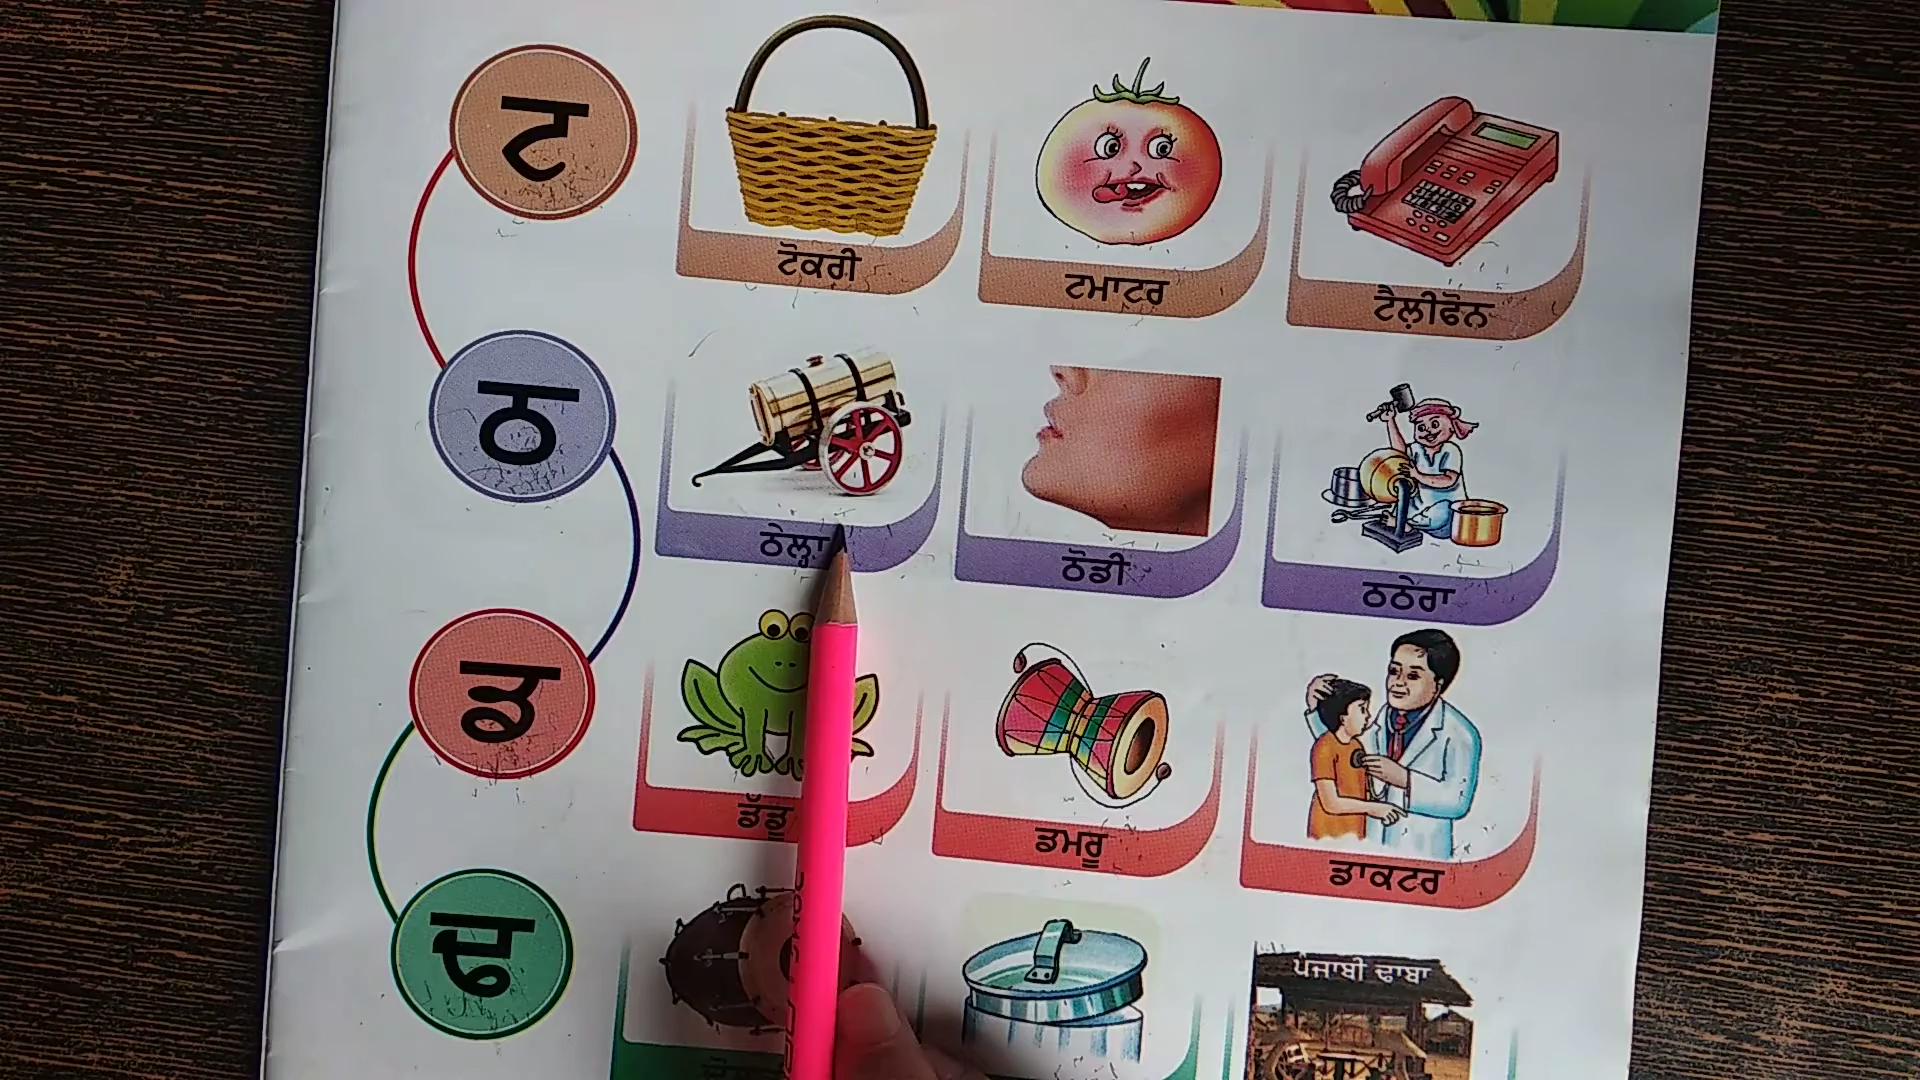 ਟ
ਟੋਕਰੀ
ਟਮਾਟਰ
ਟੈਲੀਫੋਨ
ਠ
ਠੇਲ੍ਹਾ
ਠੋਡੀ
ਠਠੇਰਾ
ਡ
ਡੱਡੂ
ਡਮਰੂ
ਡਾਕਟਰ
ਢ
ਪੰਜਾਬੀ ਢਾਬਾ